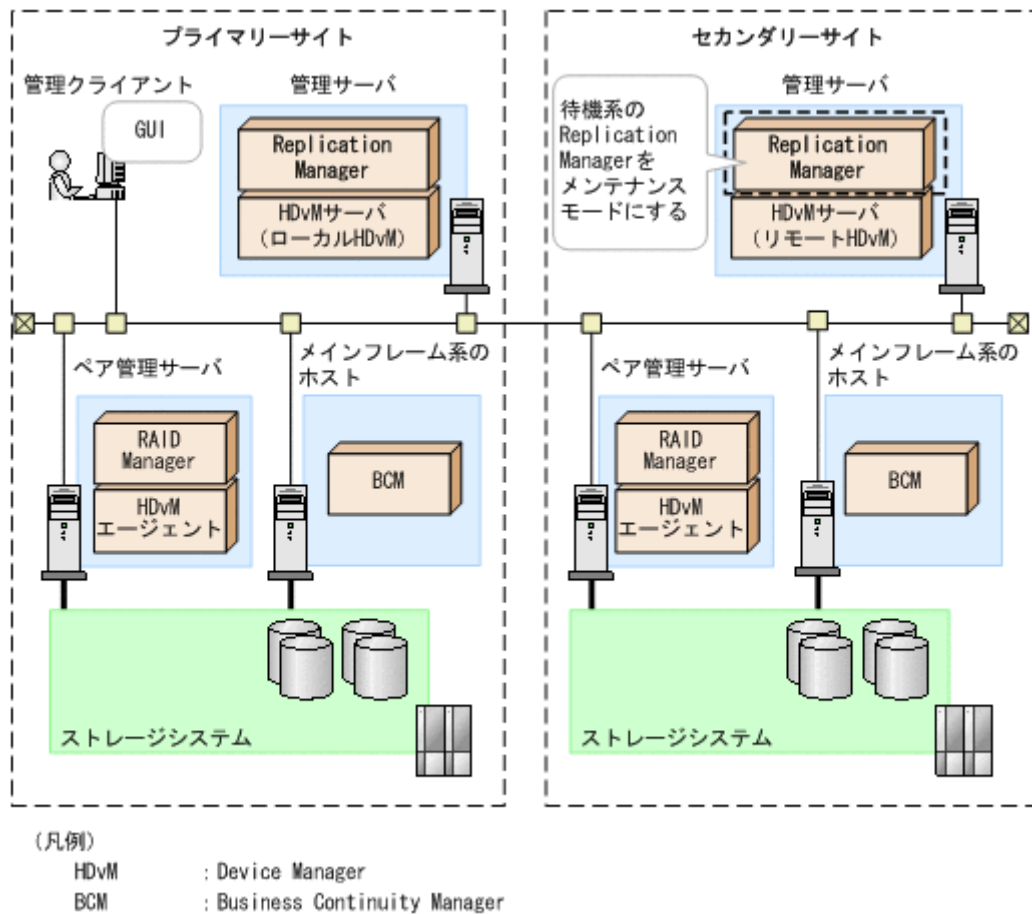 プライマリーサイト
管理クライアント
GUI
管理サーバ
Replication
Manager
HDvMサーバ
(ローカルHDvM)
ペア管理サーバ
RAID
Manager
HDvM
エージェント
メインフレーム系の
ホスト
BCM
ストレージシステム
セカンダリーサイト
管理サーバ
待機系の
Replication
Managerを
メンテナンス
モードにする
Replication
Manager
HDvMサーバ
(リモートHDvM)
ペア管理サーバ
RAID
Manager
HDvM
エージェント
メインフレーム系の
ホスト
BCM
ストレージシステム
(凡例)
HDvM : Device Manager
BCM : Business Continuity Manager